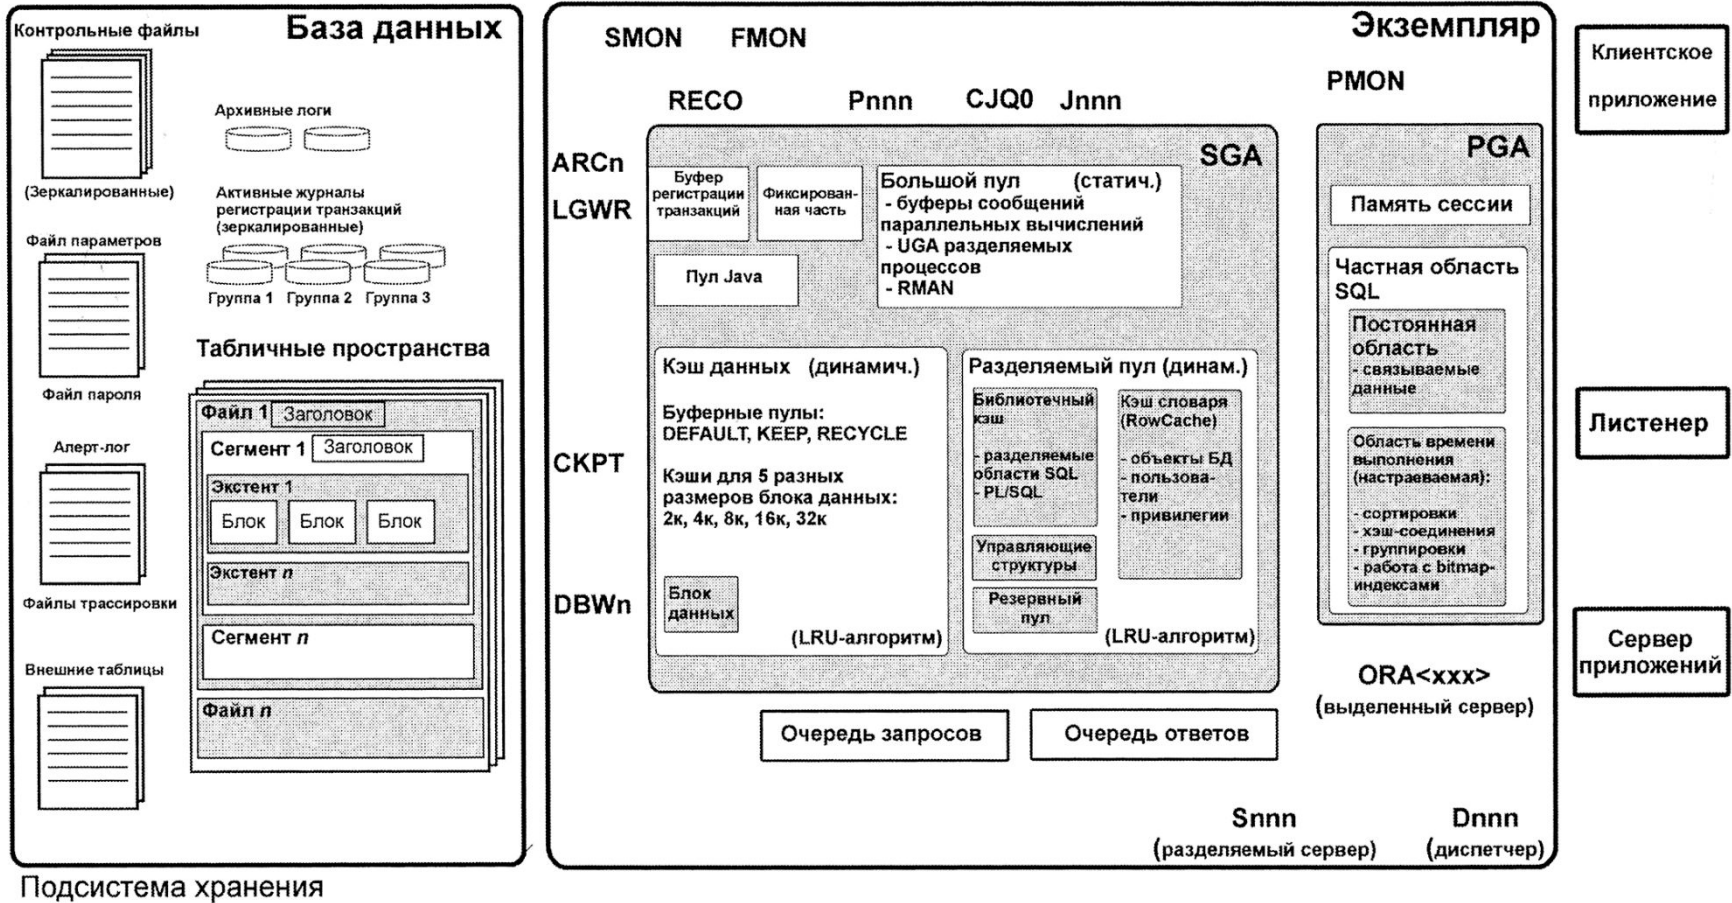 База данных
Контрольные файлы
(Зеркалированные)
Файл параметров
Файл пароля
Алерт-лог
Файлы трассировки
Внешние таблицы
Архивные логи
Активные журналы
регистрации транзакций
(зеркалированные)
Группа 1 Группа 2 Группа 3
Табличные пространства
Файл 1 Заголовок
Сегмент 1 Заголовок
Экстент 1
Блок Блок Блок
Экстент n
Сегмент n
Файл n
Подсистема хранения
Экземпляр
SMON FMON
PMON
RECO Pnnn CJQ0 Jnnn
ARCn
LGWR
CKPT
DBWn
SGA
Буфер
регистрации
транзакций
Фиксирован-
ная часть
Большой пул (статич.)
- буферы сообщений
параллельных вычислений
- UGA разделяемых
процессов
- RMAN
Пул Java
Кэш данных (динамич.)
Буферные пулы:
DEFAULT, KEEP, RECYCLE
Кэши для 5 разных
размеров блока данных:
2к, 4к, 8к, 16к, 32к
Блок
данных
(LRU-алгоритм)
Разделяемый пул (динам.)
Библиотечный
кэш
- разделяемые
области SQL
- PL/SQL
Управляющие
структуры
Резервный
пул
Кэш словаря
(RowCache)
- объекты БД
- пользова-
тели
- привилегии
(LRU-алгоритм)
Очередь запросов
Очередь ответов
PGA
Память сессии
Частная область
SQL
Постоянная
область
- связываемые
данные
Область времени
выполнения
(настраеваемая):
- сортировки
- хэш-соединения
- группировки
- работа с bitmap-
индексами
ORA<xxx>
(выделенный сервер)
Snnn
(разделяемый сервер)
Dnnn
(диспетчер)
Клиентское
приложение
Листенер
Сервер
приложений